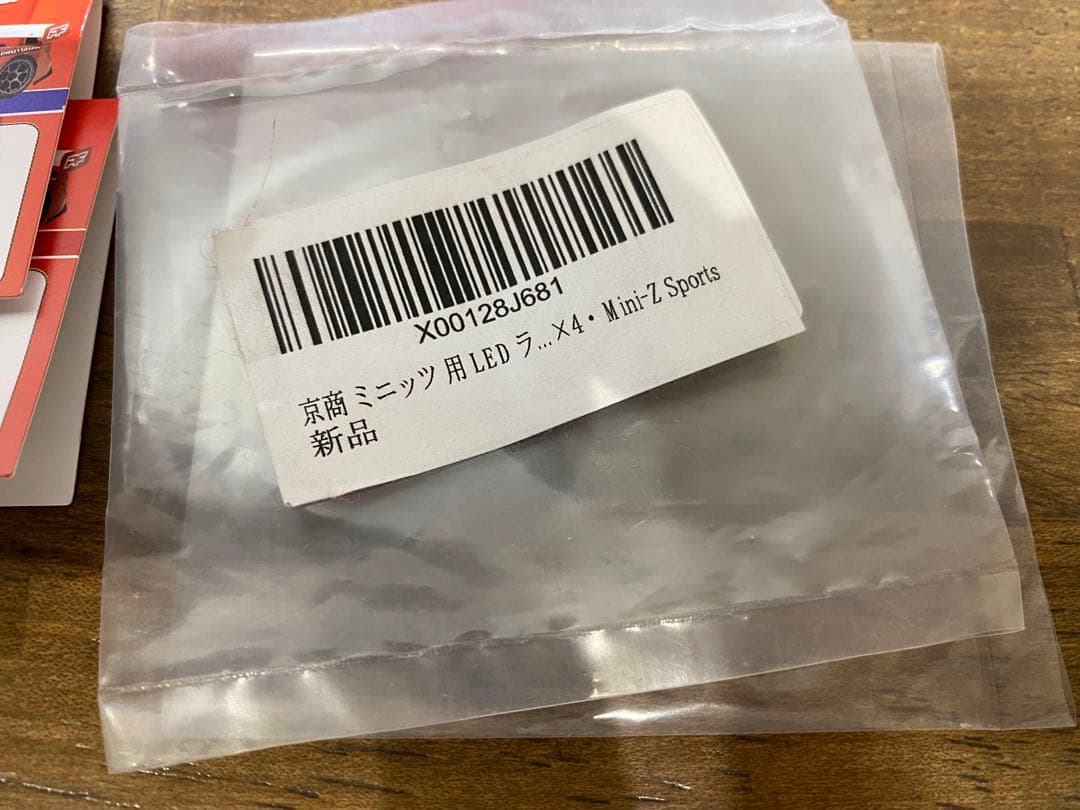 X00128J681
京商 ミニッツ 用 LED ラ...×4・Mini-Z Sports
新品